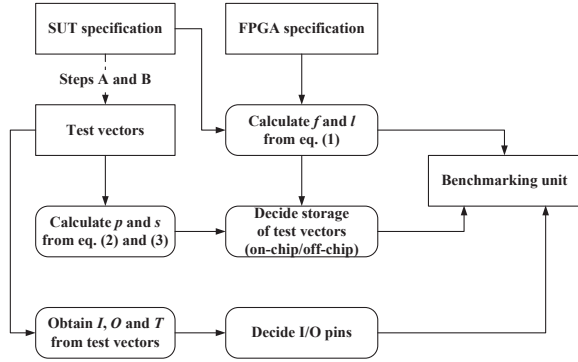 SUT specification
FPGA specification
Steps A and B
Test vectors
Calculate f and l
from eq. (1)
Benchmarking unit
Calculate p and s
from eq. (2) and (3)
Decide storage
of test vectors
(on-chip/off-chip)
Obtain I, O and T
from test vectors
Decide I/O pins